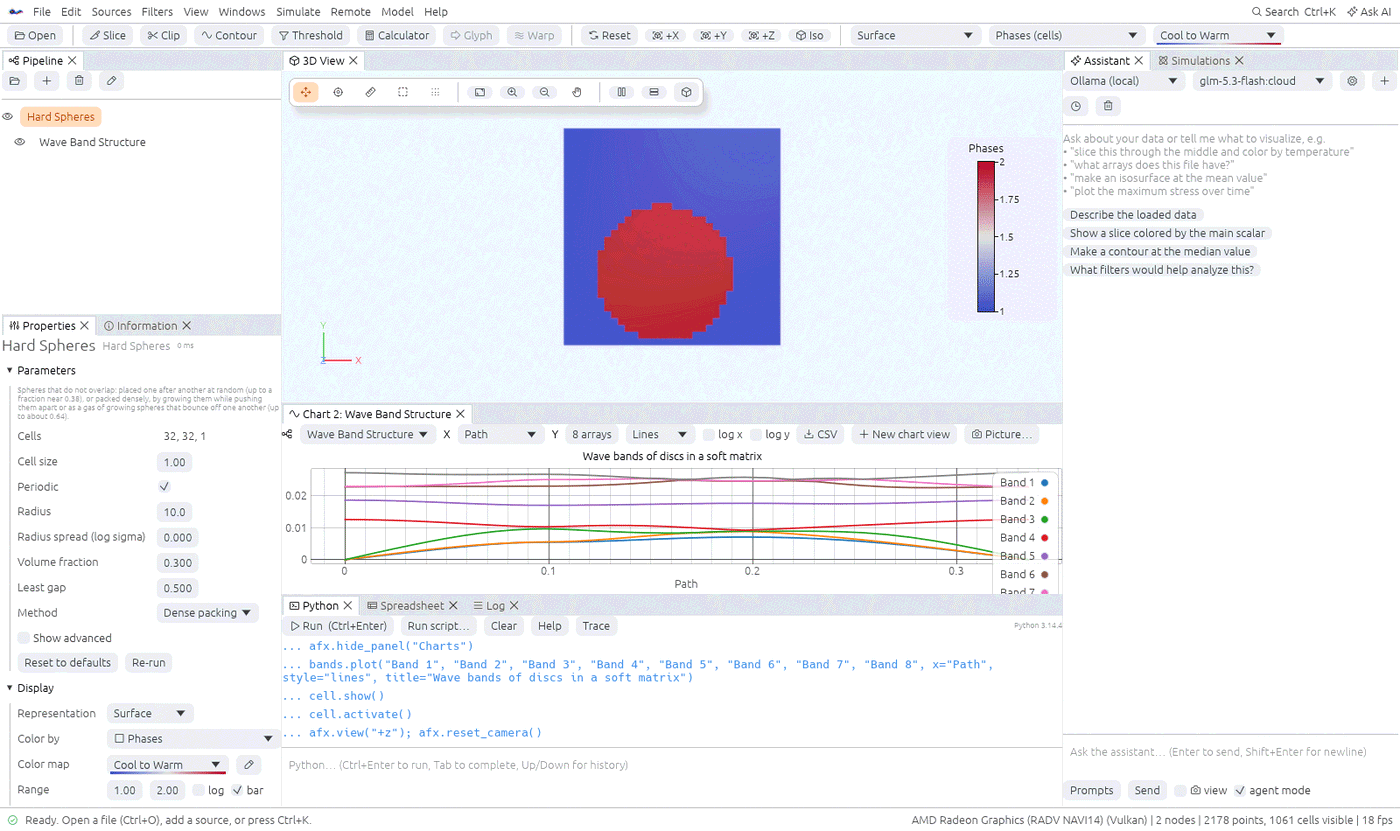 File Edit Sources Filters View Windows Simulate Remote Model Help
Search Ctrl+K Ask AI
Open Slice Clip Contour Threshold Calculator Glyph Warp Reset +X +Y +Z Iso Surface Phases (cells) Cool to Warm
Pipeline
Hard Spheres
Wave Band Structure
Properties Information
Hard Spheres Hard Spheres 0 ms
Parameters
Spheres that do not overlap: placed one after another at random (up to a
fraction near 0.38), or packed densely, by growing them while pushing
them apart or as a gas of growing spheres that bounce off one another (up
to about 0.64).
Cells 32, 32, 1
Cell size 1.00
Periodic
Radius 10.0
Radius spread (log sigma) 0.000
Volume fraction 0.300
Least gap 0.500
Method Dense packing
Show advanced
Reset to defaults Re-run
Display
Representation Surface
Color by Phases
Color map Cool to Warm
Range 1.00 2.00 log bar
3D View
Phases
2
1.75
1.5
1.25
1
Y
Z X
Chart 2: Wave Band Structure
Wave Band Structure X Path Y 8 arrays Lines log x log y CSV + New chart view Picture...
Wave bands of discs in a soft matrix
0.02
0.01
0
0 0.1 0.2 0.3
Path
Band 1
Band 2
Band 3
Band 4
Band 5
Band 6
Band 7
Python Spreadsheet Log
Run (Ctrl+Enter) Run script... Clear Help Trace Python 3.14.4
... afx.hide_panel("Charts")
... bands.plot("Band 1", "Band 2", "Band 3", "Band 4", "Band 5", "Band 6", "Band 7", "Band 8", x="Path",
style="lines", title="Wave bands of discs in a soft matrix")
... cell.show()
... cell.activate()
... afx.view("+z"); afx.reset_camera()
Python... (Ctrl+Enter to run, Tab to complete, Up/Down for history)
Assistant Simulations
Ollama (local) glm-5.3-flash:cloud
Ask about your data or tell me what to visualize, e.g.
• "slice this through the middle and color by temperature"
• "what arrays does this file have?"
• "make an isosurface at the mean value"
• "plot the maximum stress over time"
Describe the loaded data
Show a slice colored by the main scalar
Make a contour at the median value
What filters would help analyze this?
Ask the assistant... (Enter to send, Shift+Enter for newline)
Prompts Send view agent mode
Ready. Open a file (Ctrl+O), add a source, or press Ctrl+K.
AMD Radeon Graphics (RADV NAVI14) (Vulkan) | 2 nodes | 2178 points, 1061 cells visible | 18 fps